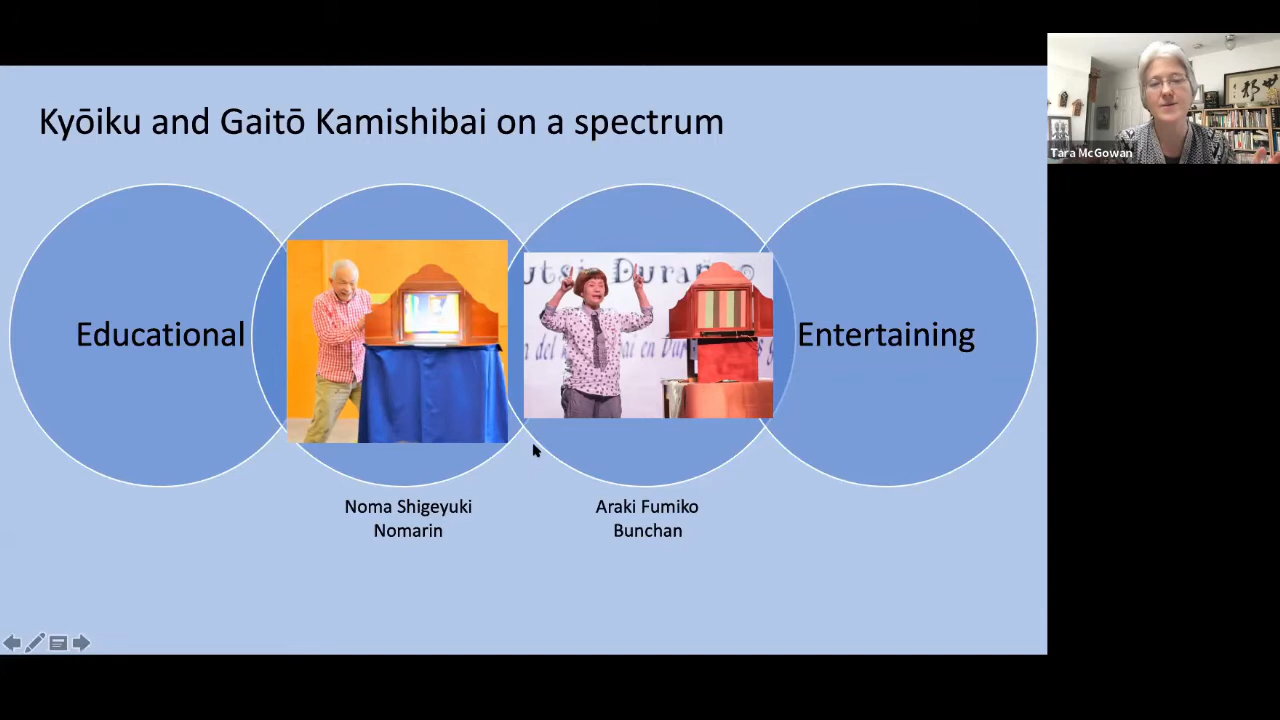 Kyōiku and Gaitō Kamishibai on a spectrum
Tara McGowan
Educational
Entertaining
Noma Shigeyuki
Nomarin
Araki Fumiko
Bunchan